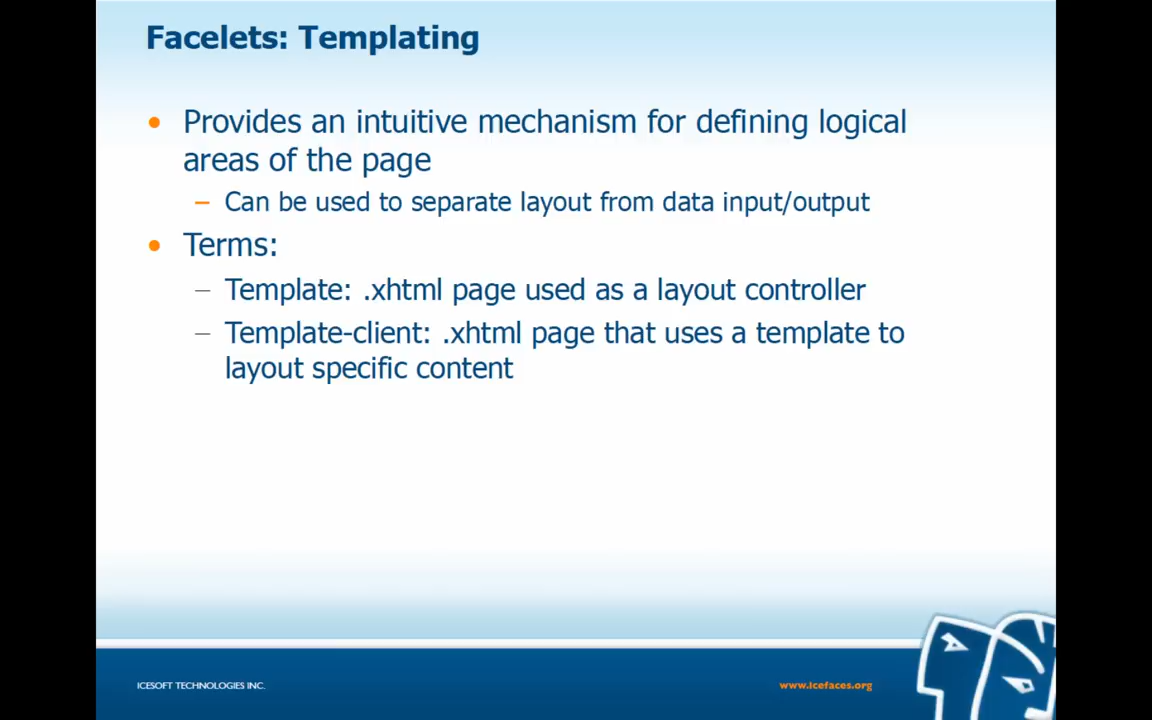 Facelets: Templating
• Provides an intuitive mechanism for defining logical
areas of the page
– Can be used to separate layout from data input/output
• Terms:
– Template: .xhtml page used as a layout controller
– Template-client: .xhtml page that uses a template to
layout specific content
ICESOFT TECHNOLOGIES INC.
www.icefaces.org